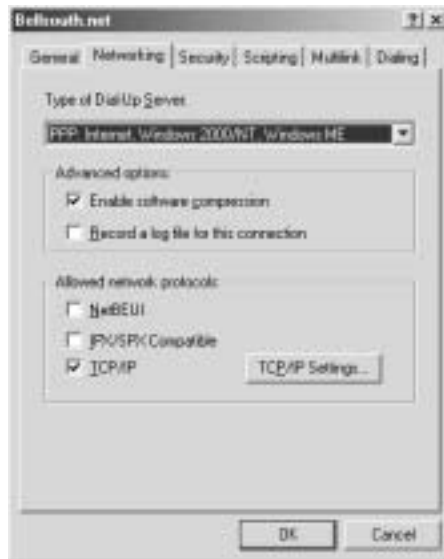 Bellsouth.net
General Networking Security Scripting Multilink Dialing
Type of Dial-Up Server
PPP: Internet, Windows 2000/NT, Windows ME
Advanced options:
Enable software compression
Record a log file for this connection
Allowed network protocols:
NetBEUI
IPX/SPX Compatible
TCP/IP
TCP/IP Settings...
OK Cancel